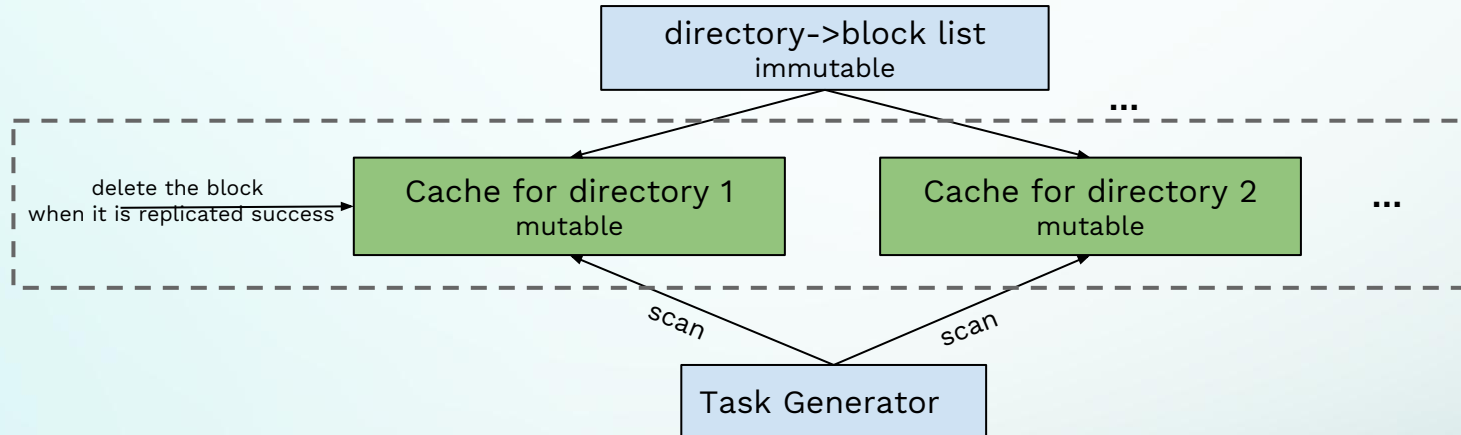 directory->block list
immutable
...
delete the block
when it is replicated success
Cache for directory 1
mutable
Cache for directory 2
mutable
...
scan
scan
Task Generator